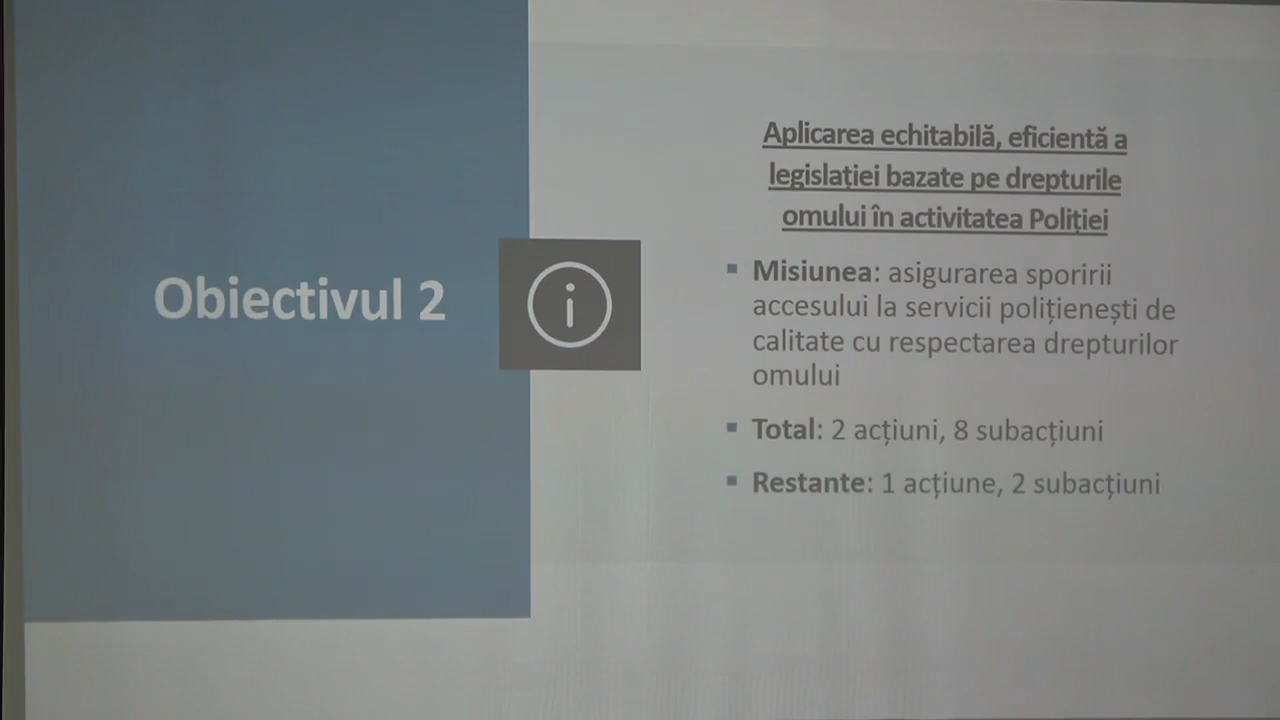 Obiectivul 2
Aplicarea echitabilă, eficientă a
legislației bazate pe drepturile
omului în activitatea Poliției
Misiunea: asigurarea sporirii
accesului la servicii polițienești de
calitate cu respectarea drepturilor
omului
Total: 2 acțiuni, 8 subacțiuni
Restante: 1 acțiune, 2 subacțiuni